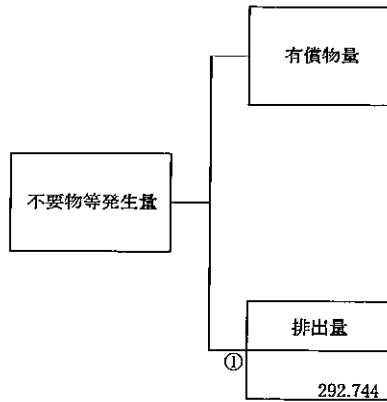 有償物量
不要物等発生量
排出量
①
292.744